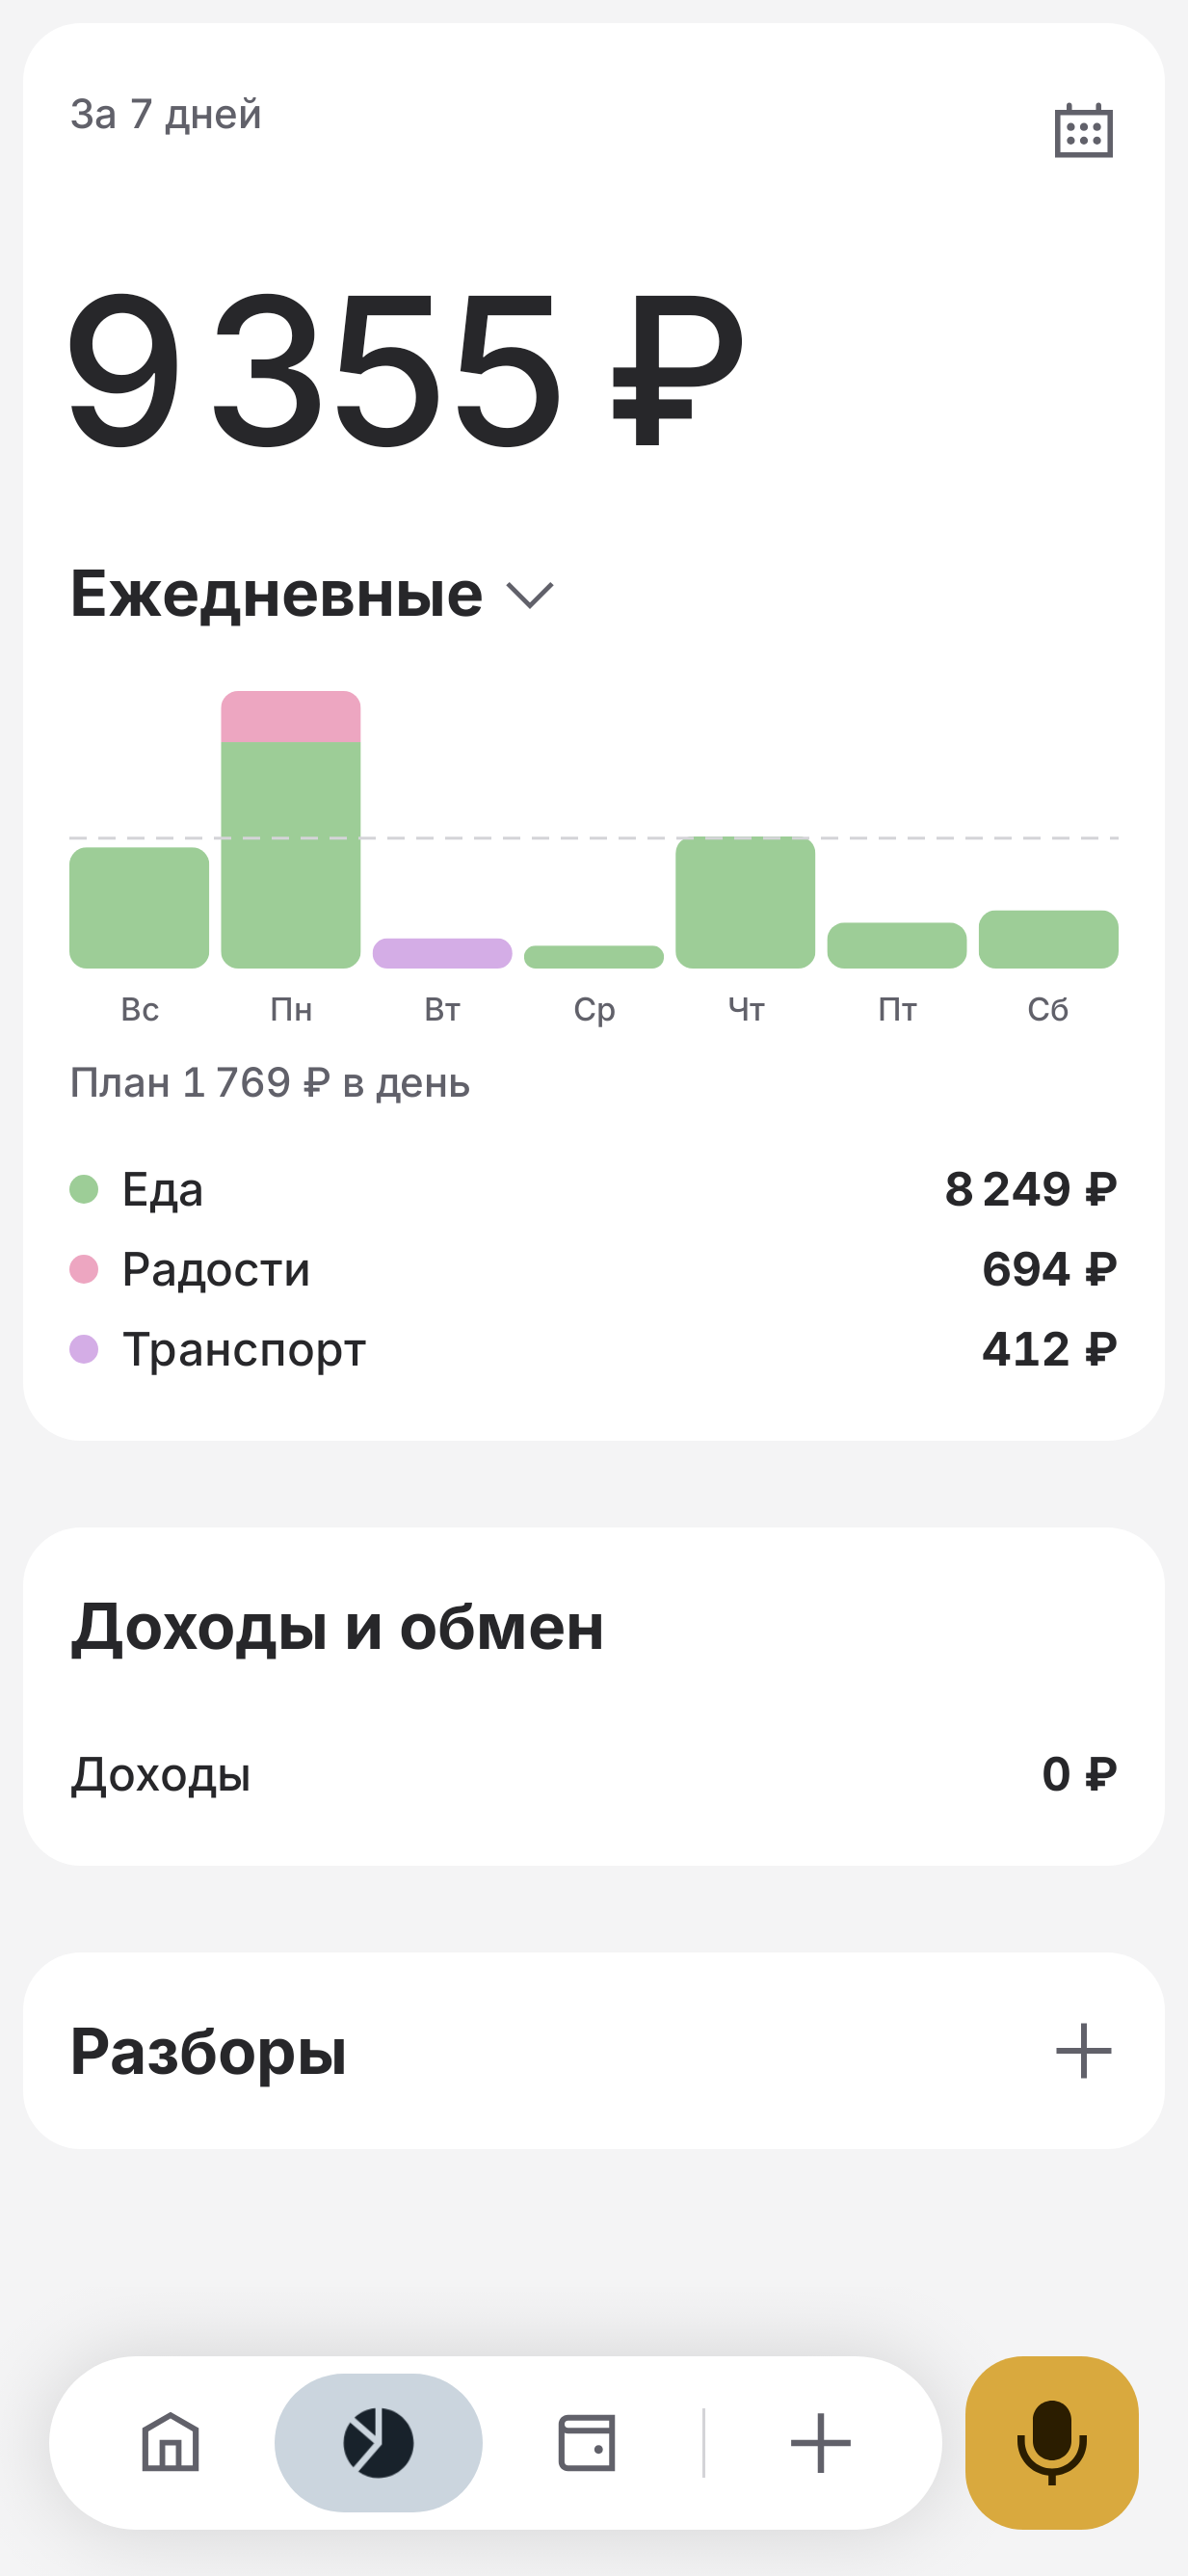 За 7 дней
9 355 ₽
Ежедневные
Вс Пн Вт Ср Чт Пт Сб
План 1 769 ₽ в день
Еда 8 249 ₽
Радости 694 ₽
Транспорт 412 ₽
Доходы и обмен
Доходы 0 ₽
Разборы